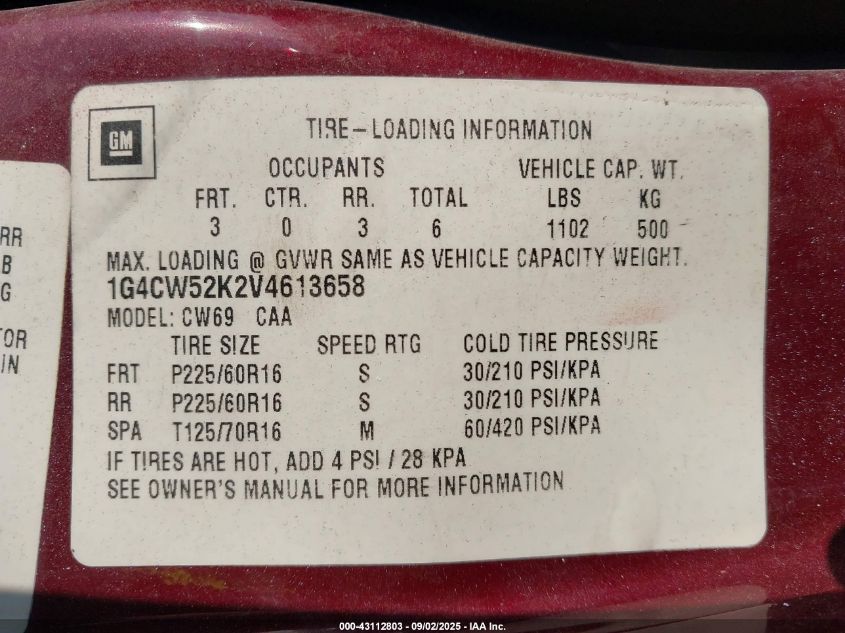 GM
TIRE-LOADING INFORMATION
OCCUPANTS VEHICLE CAP. WT.
FRT. CTR. RR. TOTAL LBS KG
3 0 3 6 1102 500
MAX. LOADING @ GVWR SAME AS VEHICLE CAPACITY WEIGHT.
1G4CW52K2V4613658
MODEL: CW69 CAA
TIRE SIZE SPEED RTG COLD TIRE PRESSURE
FRT P225/60R16 S 30/210 PSI/KPA
RR P225/60R16 S 30/210 PSI/KPA
SPA T125/70R16 M 60/420 PSI/KPA
IF TIRES ARE HOT, ADD 4 PSI / 28 KPA
SEE OWNER'S MANUAL FOR MORE INFORMATION
RR
B
G
OR
IN
000-43112803 - 09/02/2025 - IAA Inc.